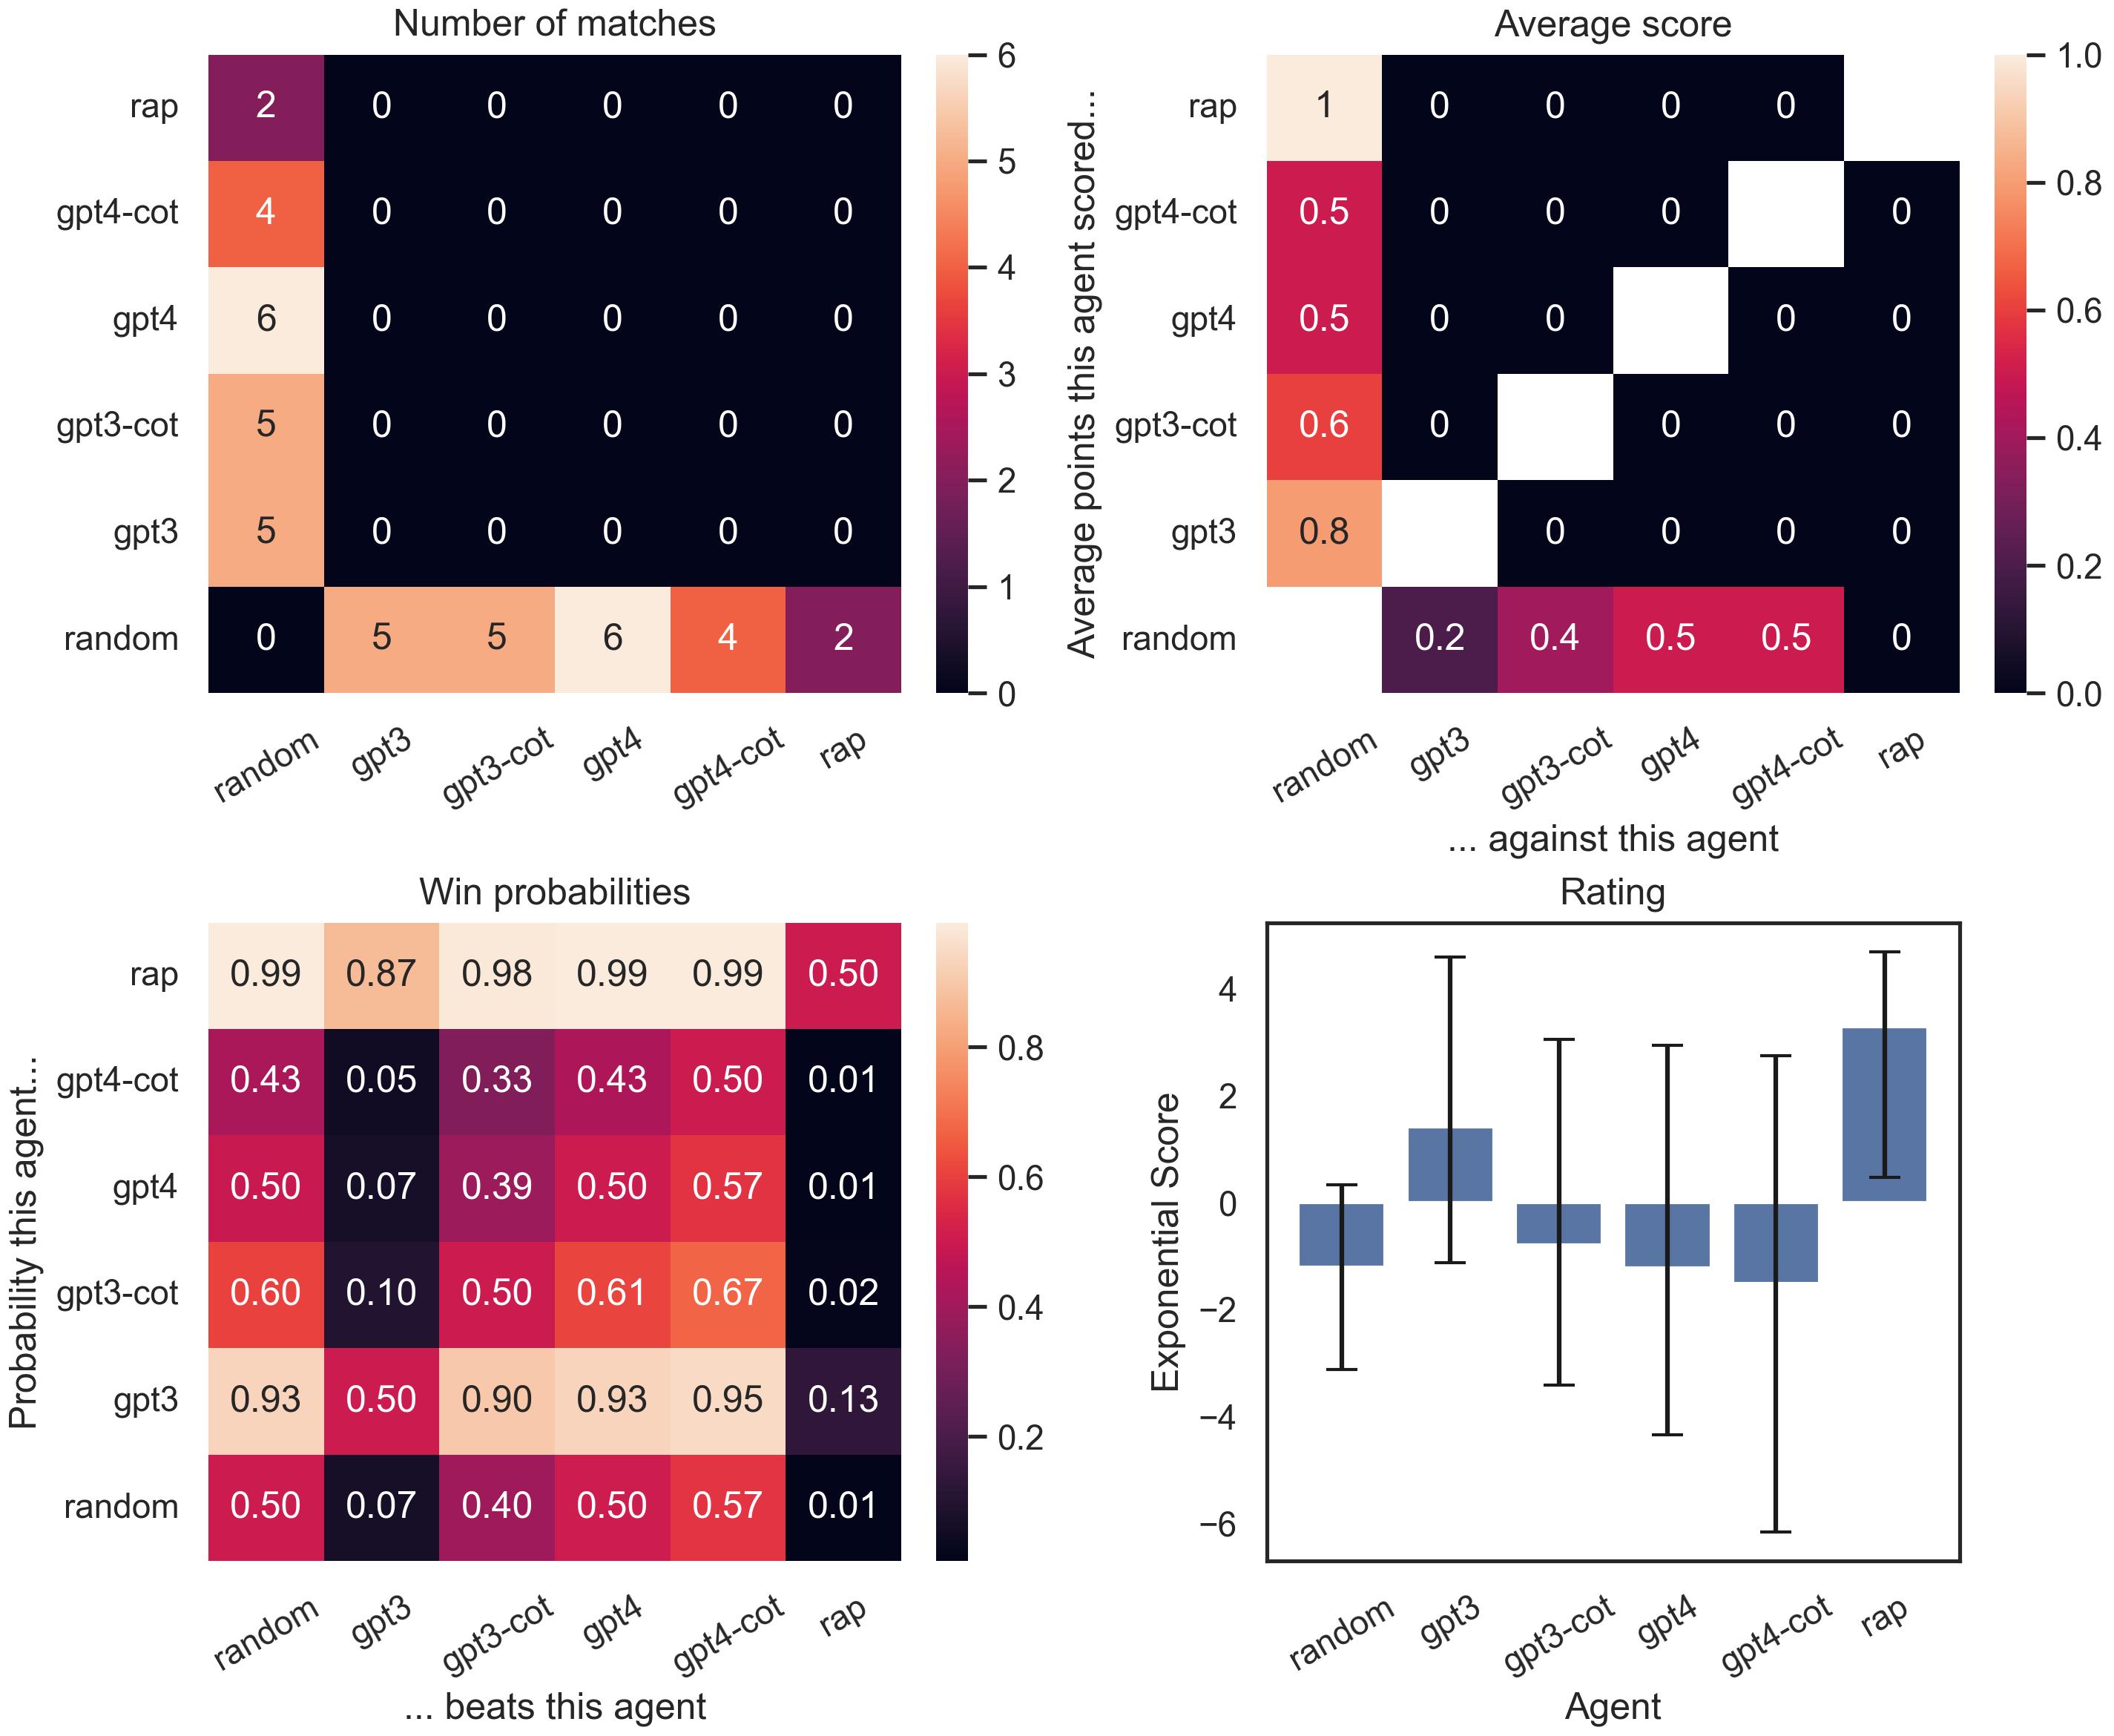 Number of matches
rap 2 0 0 0 0 0
gpt4-cot 4 0 0 0 0 0
gpt4 6 0 0 0 0 0
gpt3-cot 5 0 0 0 0 0
gpt3 5 0 0 0 0 0
random 0 5 5 6 4 2
random gpt3 gpt3-cot gpt4 gpt4-cot rap
6
5
4
3
2
1
0
Average score
Average points this agent scored...
rap 1 0 0 0 0
gpt4-cot 0.5 0 0 0 0
gpt4 0.5 0 0 0 0
gpt3-cot 0.6 0 0 0 0
gpt3 0.8 0 0 0 0
random 0.2 0.4 0.5 0.5 0
random gpt3 gpt3-cot gpt4 gpt4-cot rap
... against this agent
1.0
0.8
0.6
0.4
0.2
0.0
Win probabilities
Probability this agent...
rap 0.99 0.87 0.98 0.99 0.99 0.50
gpt4-cot 0.43 0.05 0.33 0.43 0.50 0.01
gpt4 0.50 0.07 0.39 0.50 0.57 0.01
gpt3-cot 0.60 0.10 0.50 0.61 0.67 0.02
gpt3 0.93 0.50 0.90 0.93 0.95 0.13
random 0.50 0.07 0.40 0.50 0.57 0.01
random gpt3 gpt3-cot gpt4 gpt4-cot rap
... beats this agent
0.8
0.6
0.4
0.2
Rating
Exponential Score
4
2
0
−2
−4
−6
random gpt3 gpt3-cot gpt4 gpt4-cot rap
Agent